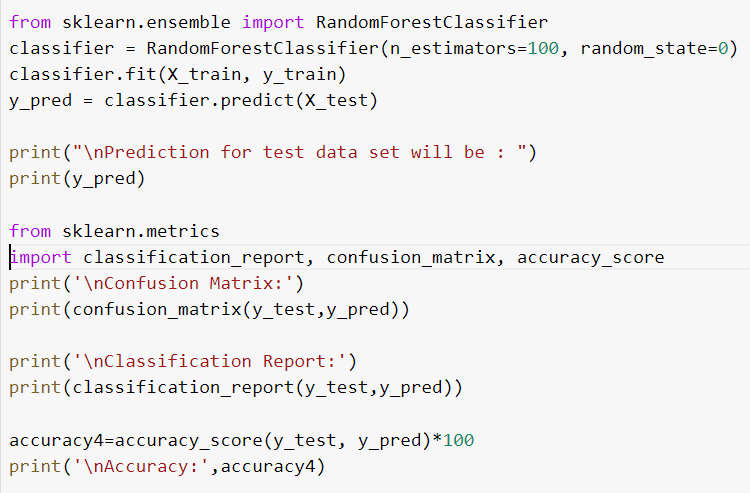 from sklearn.ensemble import RandomForestClassifier
classifier = RandomForestClassifier(n_estimators=100, random_state=0)
classifier.fit(X_train, y_train)
y_pred = classifier.predict(X_test)
print("\nPrediction for test data set will be : ")
print(y_pred)
from sklearn.metrics
import classification_report, confusion_matrix, accuracy_score
print('\nConfusion Matrix:')
print(confusion_matrix(y_test,y_pred))
print('\nClassification Report:')
print(classification_report(y_test,y_pred))
accuracy4=accuracy_score(y_test, y_pred)*100
print('\nAccuracy:',accuracy4)